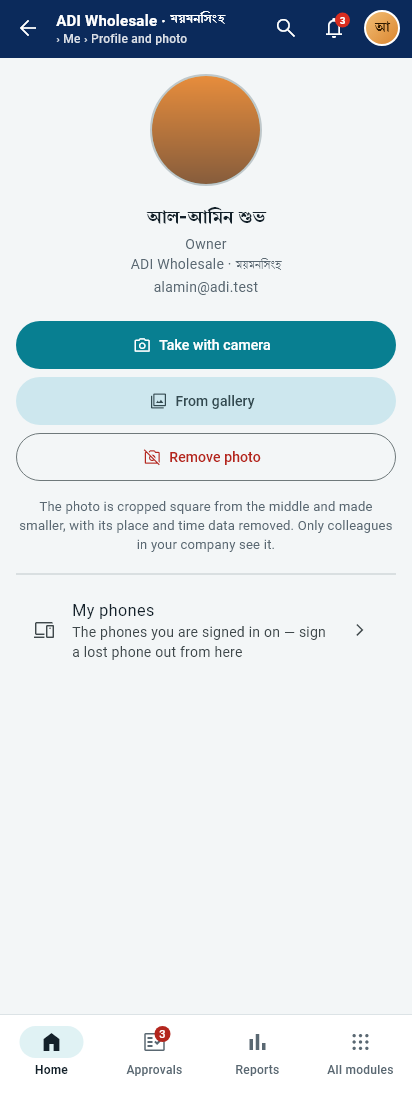 ADI Wholesale · ময়মনসিংহ
› Me › Profile and photo
3
আ
আল-আমিন শুভ
Owner
ADI Wholesale · ময়মনসিংহ
alamin@adi.test
Take with camera
From gallery
Remove photo
The photo is cropped square from the middle and made
smaller, with its place and time data removed. Only colleagues
in your company see it.
My phones
The phones you are signed in on — sign
a lost phone out from here
3
Home
Approvals
Reports
All modules